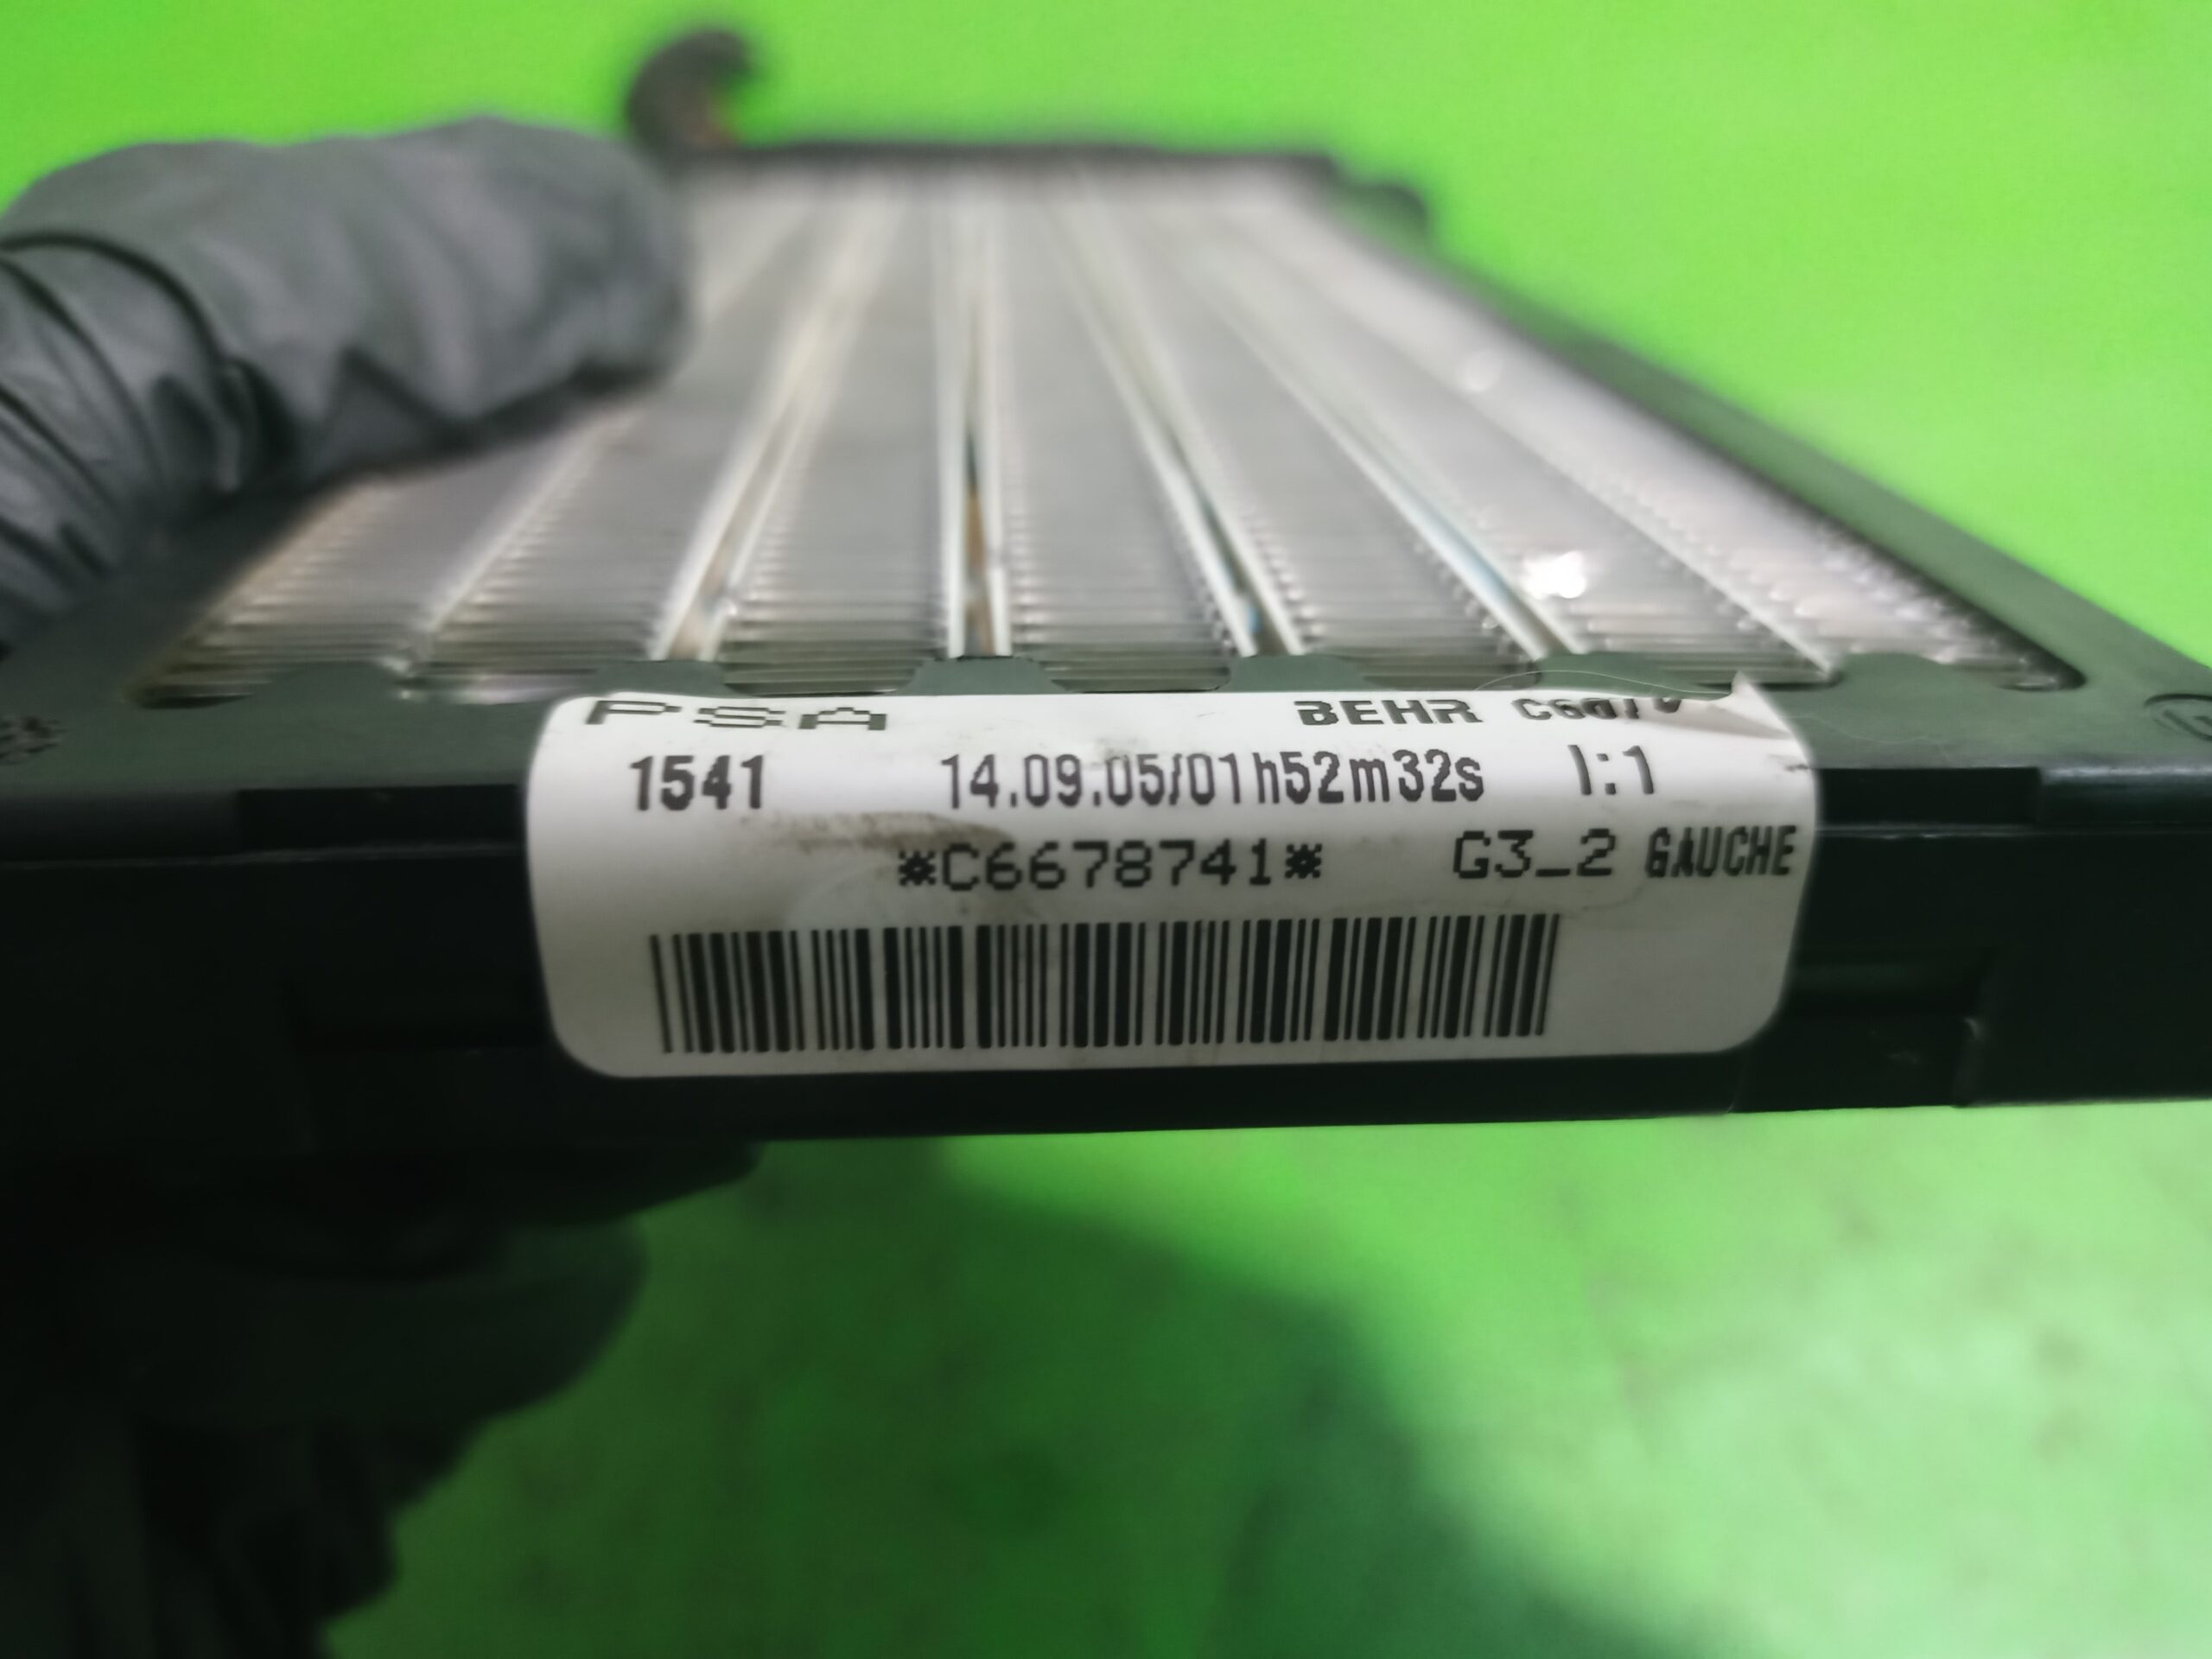 PSA BEHR
1541 14.09.05/01h52m32s I:1
*C6678741* G3_2 GAUCHE